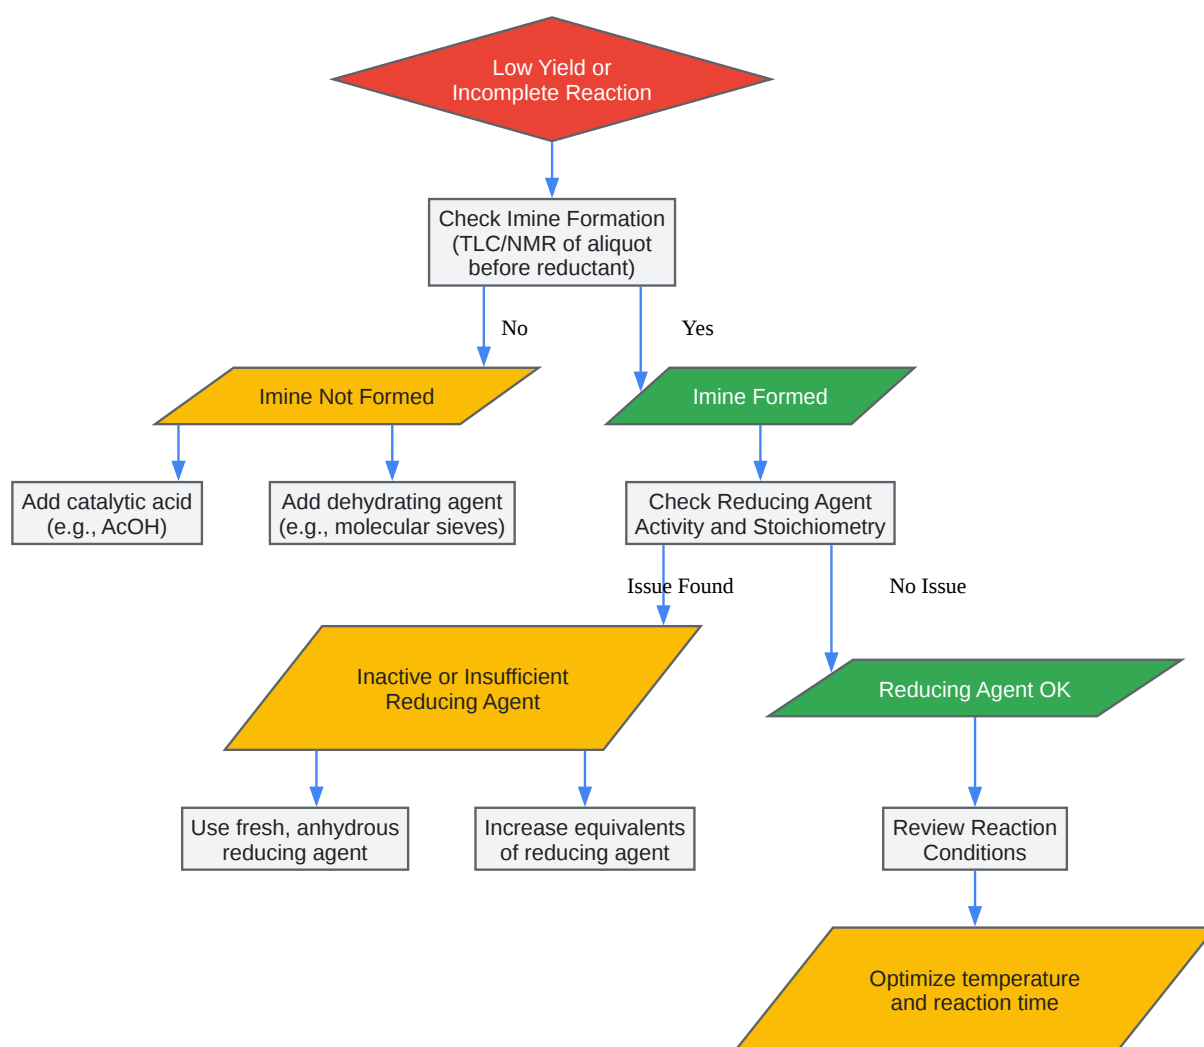 Low Yield or
Incomplete Reaction
Check Imine Formation
(TLC/NMR of aliquot
before reductant)
No
Yes
Imine Not Formed
Imine Formed
Add catalytic acid
(e.g., AcOH)
Add dehydrating agent
(e.g., molecular sieves)
Check Reducing Agent
Activity and Stoichiometry
Issue Found
No Issue
Inactive or Insufficient
Reducing Agent
Reducing Agent OK
Use fresh, anhydrous
reducing agent
Increase equivalents
of reducing agent
Review Reaction
Conditions
Optimize temperature
and reaction time